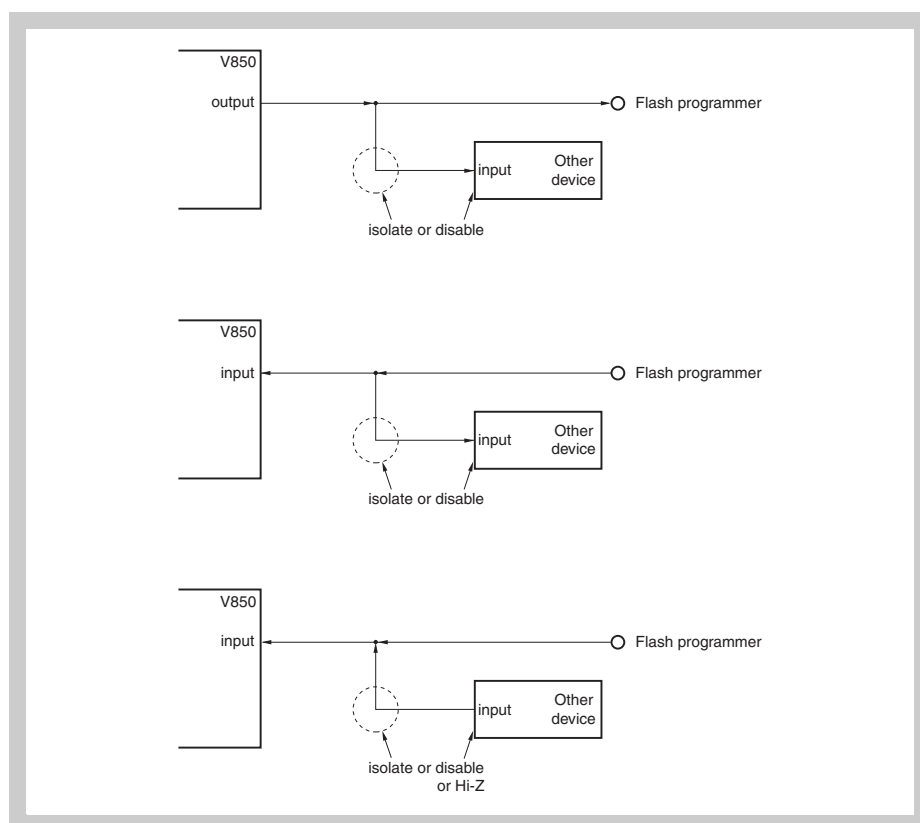 V850
output
Flash programmer
input
Other
device
isolate or disable
V850
input
Flash programmer
input
Other
device
isolate or disable
V850
input
Flash programmer
input
Other
device
isolate or disable
or Hi-Z